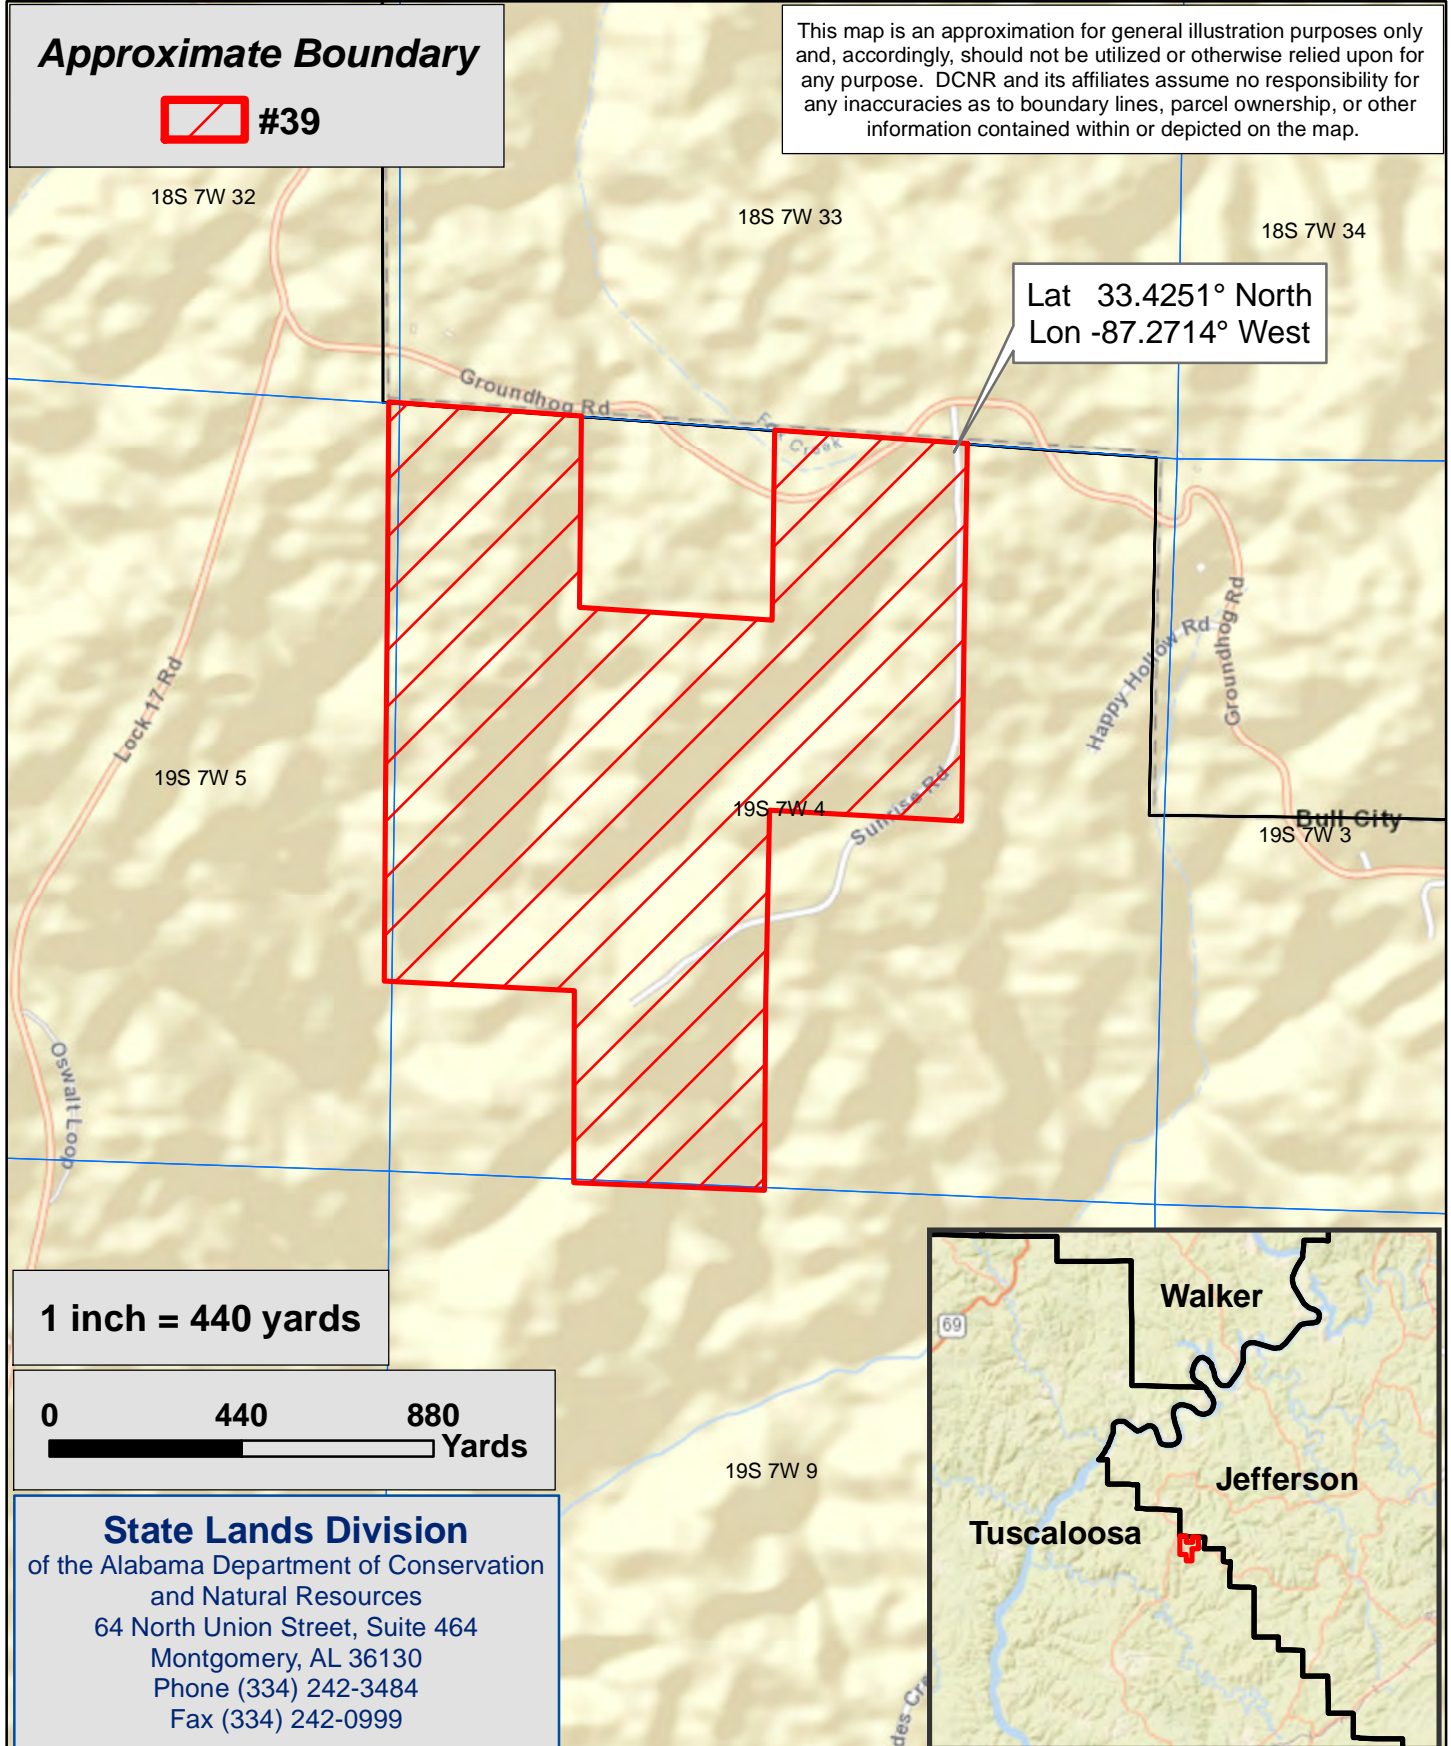 Approximate Boundary
#39
This map is an approximation for general illustration purposes only
and, accordingly, should not be utilized or otherwise relied upon for
any purpose. DCNR and its affiliates assume no responsibility for
any inaccuracies as to boundary lines, parcel ownership, or other
information contained within or depicted on the map.
18S 7W 32
18S 7W 33
18S 7W 34
Lat 33.4251° North
Lon -87.2714° West
Groundhog Rd
Creek
Lock 17 Rd
Happy Hollow Rd
Groundhog Rd
19S 7W 5
19S 7W 4
Sunrise Rd
Bull City
19S 7W 3
Oswalt Loop
1 inch = 440 yards
0 440 880
Yards
19S 7W 9
State Lands Division
of the Alabama Department of Conservation
and Natural Resources
64 North Union Street, Suite 464
Montgomery, AL 36130
Phone (334) 242-3484
Fax (334) 242-0999
Walker
69
Jefferson
Tuscaloosa